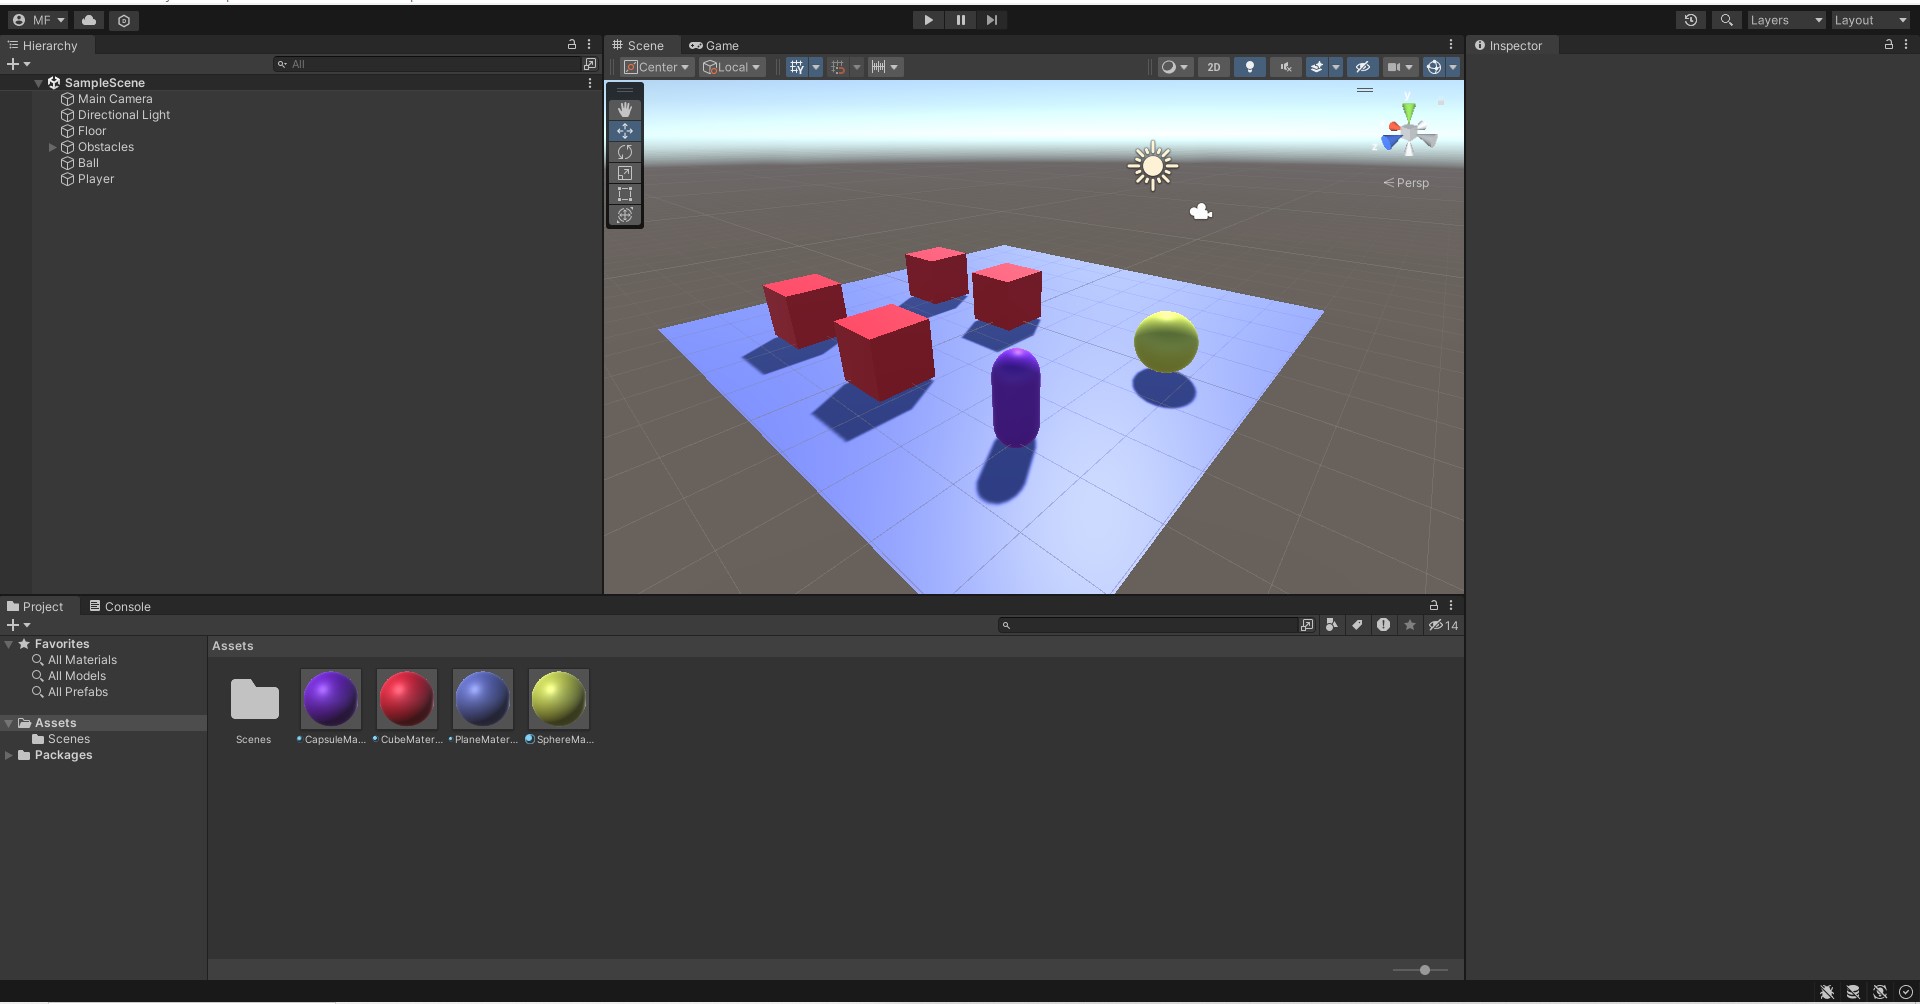 MF
Layers
Layout
Hierarchy
All
SampleScene
Main Camera
Directional Light
Floor
Obstacles
Ball
Player
Scene
Game
Center
Local
2D
y
z
Persp
Inspector
Project
Console
14
Favorites
All Materials
All Models
All Prefabs
Assets
Scenes
Packages
Assets
Scenes
CapsuleMa...
CubeMater...
PlaneMater...
SphereMa...